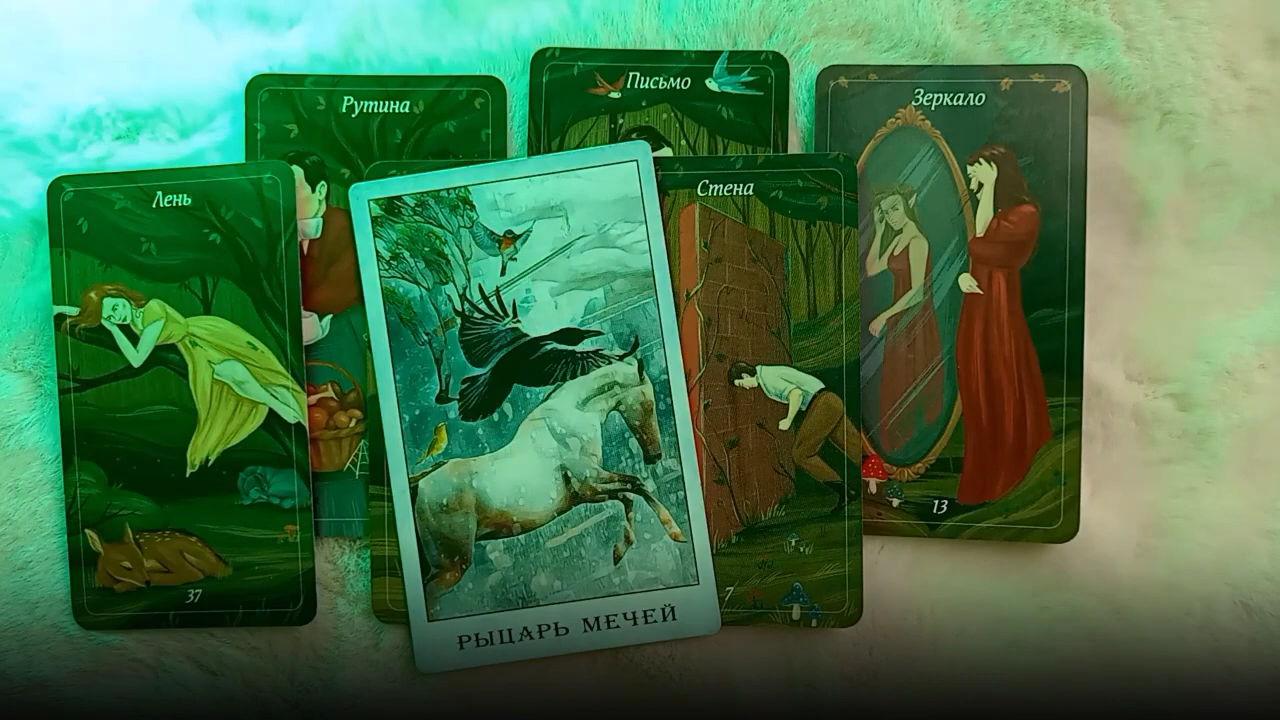 Рутина
Письмо
Зеркало
Лень
Стена
37
7
13
РЫЦАРЬ МЕЧЕЙ